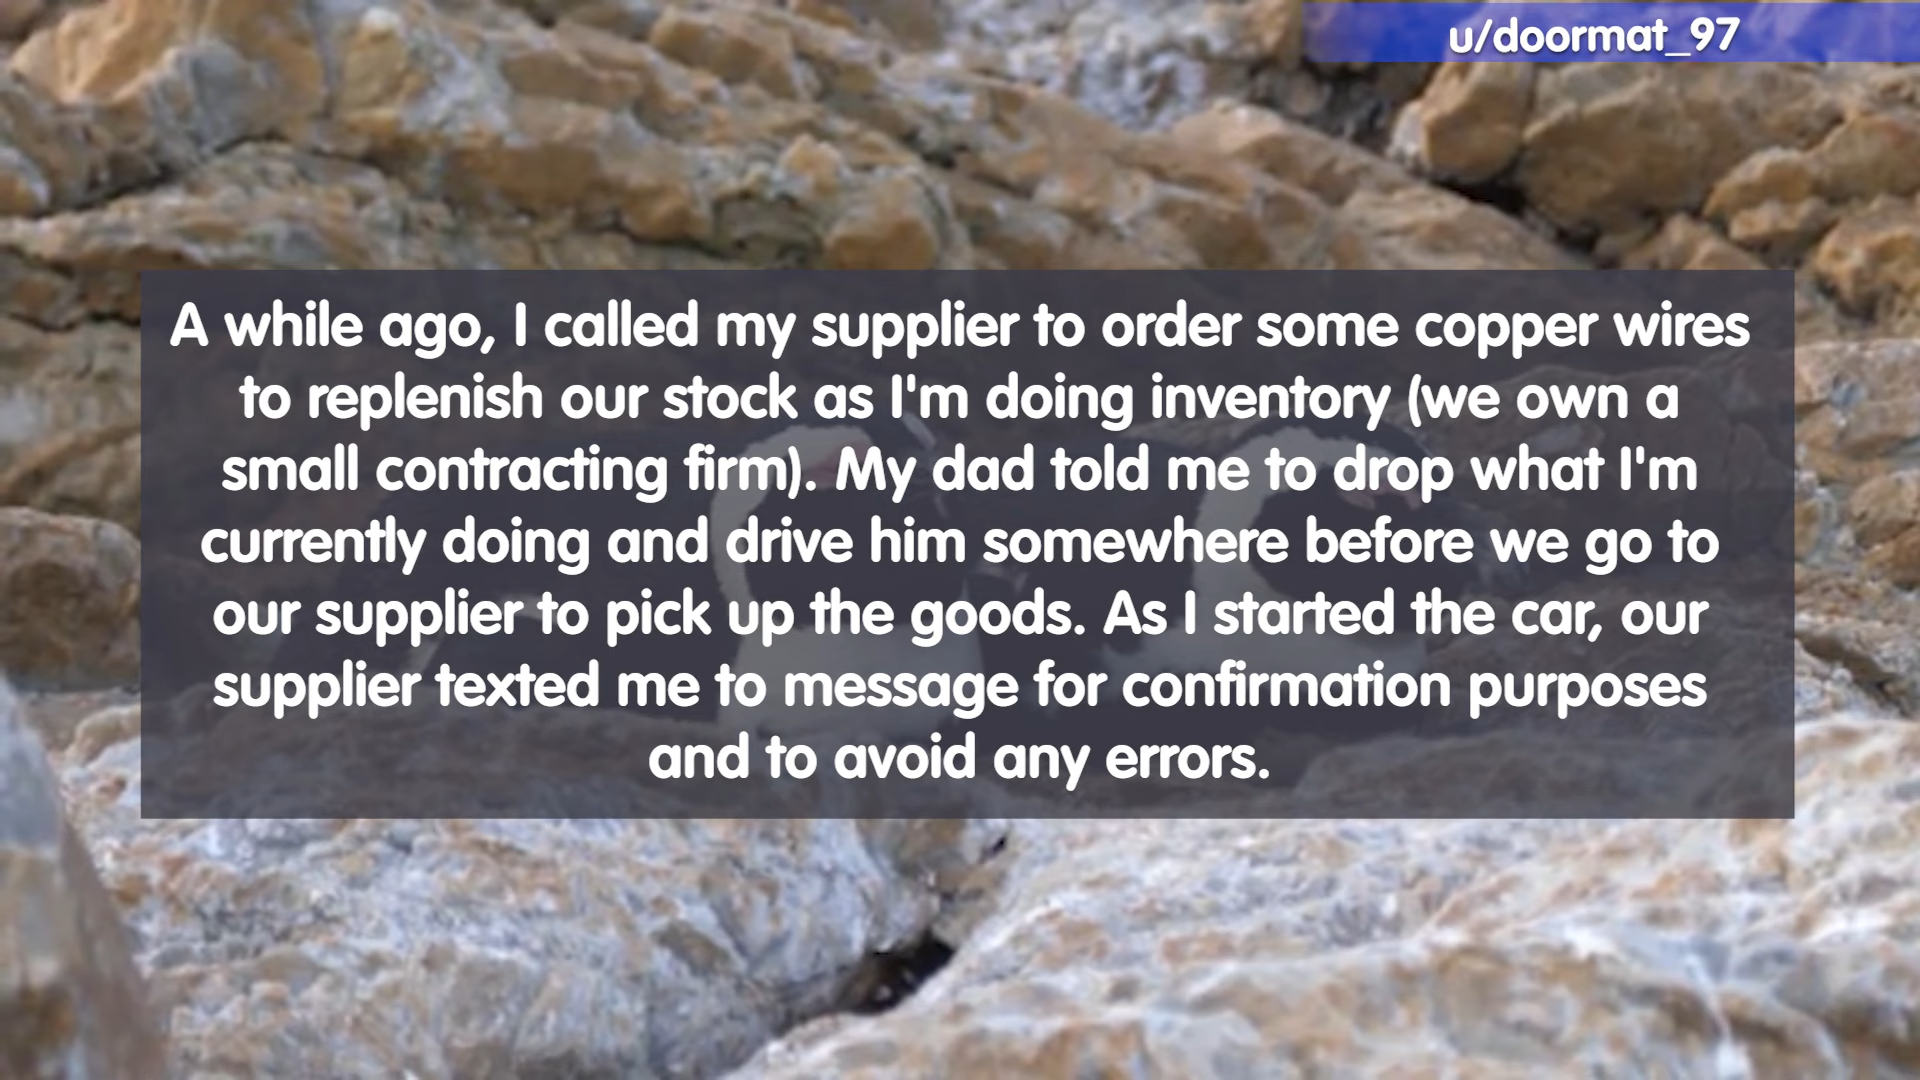 u/doormat_97
A while ago, I called my supplier to order some copper wires
to replenish our stock as I'm doing inventory (we own a
small contracting firm). My dad told me to drop what I'm
currently doing and drive him somewhere before we go to
our supplier to pick up the goods. As I started the car, our
supplier texted me to message for confirmation purposes
and to avoid any errors.